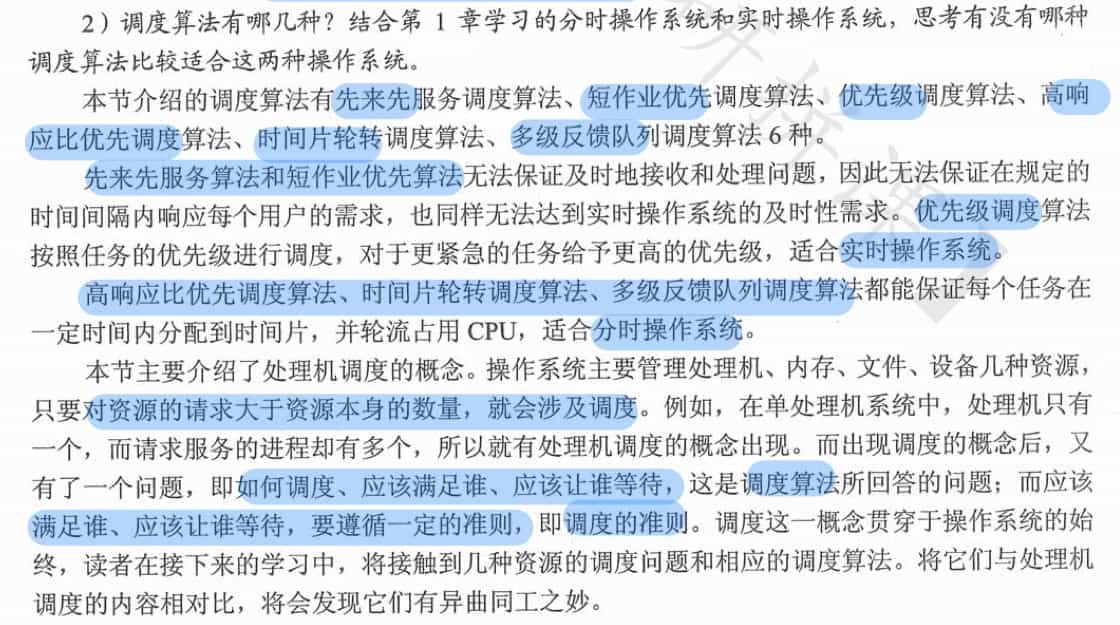 2）调度算法有哪几种？结合第 1 章学习的分时操作系统和实时操作系统，思考有没有哪种
调度算法比较适合这两种操作系统。
本节介绍的调度算法有先来先服务调度算法、短作业优先调度算法、优先级调度算法、高响
应比优先调度算法、时间片轮转调度算法、多级反馈队列调度算法 6 种。
先来先服务算法和短作业优先算法无法保证及时地接收和处理问题，因此无法保证在规定的
时间间隔内响应每个用户的需求，也同样无法达到实时操作系统的及时性需求。优先级调度算法
按照任务的优先级进行调度，对于更紧急的任务给予更高的优先级，适合实时操作系统。
高响应比优先调度算法、时间片轮转调度算法、多级反馈队列调度算法都能保证每个任务在
一定时间内分配到时间片，并轮流占用 CPU，适合分时操作系统。
本节主要介绍了处理机调度的概念。操作系统主要管理处理机、内存、文件、设备几种资源，
只要对资源的请求大于资源本身的数量，就会涉及调度。例如，在单处理机系统中，处理机只有
一个，而请求服务的进程却有多个，所以就有处理机调度的概念出现。而出现调度的概念后，又
有了一个问题，即如何调度、应该满足谁、应该让谁等待，这是调度算法所回答的问题；而应该
满足谁、应该让谁等待，要遵循一定的准则，即调度的准则。调度这一概念贯穿于操作系统的始
终，读者在接下来的学习中，将接触到几种资源的调度问题和相应的调度算法。将它们与处理机
调度的内容相对比，将会发现它们有异曲同工之妙。